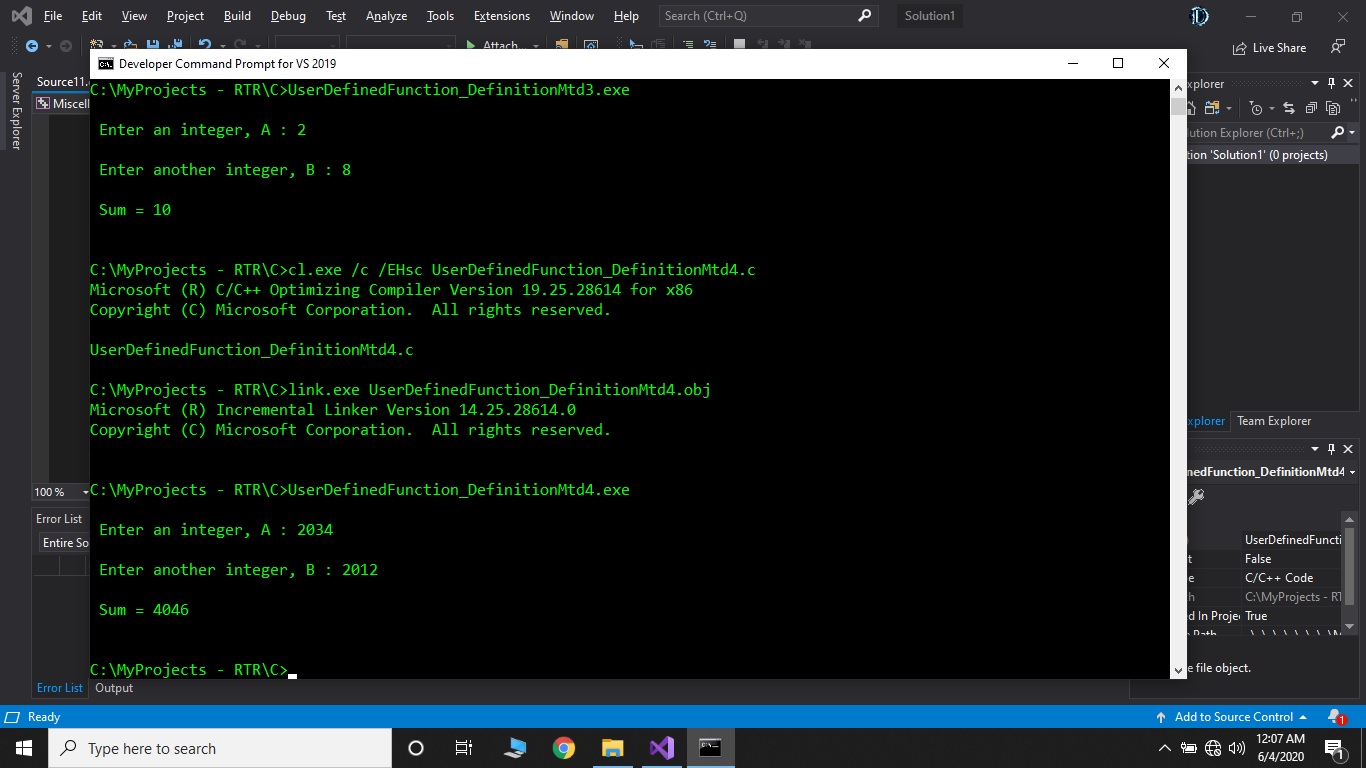 File Edit View Project Build Debug Test Analyze Tools Extensions Window Help Search (Ctrl+Q) Solution1
Attach...
Live Share
Server Explorer
Source11.
Miscell
Developer Command Prompt for VS 2019
C:\MyProjects - RTR\C>UserDefinedFunction_DefinitionMtd3.exe
Enter an integer, A : 2
Enter another integer, B : 8
Sum = 10
C:\MyProjects - RTR\C>cl.exe /c /EHsc UserDefinedFunction_DefinitionMtd4.c
Microsoft (R) C/C++ Optimizing Compiler Version 19.25.28614 for x86
Copyright (C) Microsoft Corporation.  All rights reserved.
UserDefinedFunction_DefinitionMtd4.c
C:\MyProjects - RTR\C>link.exe UserDefinedFunction_DefinitionMtd4.obj
Microsoft (R) Incremental Linker Version 14.25.28614.0
Copyright (C) Microsoft Corporation.  All rights reserved.
C:\MyProjects - RTR\C>UserDefinedFunction_DefinitionMtd4.exe
Enter an integer, A : 2034
Enter another integer, B : 2012
Sum = 4046
C:\MyProjects - RTR\C>
xplorer
lution Explorer (Ctrl+;)
tion 'Solution1' (0 projects)
xplorer Team Explorer
nedFunction_DefinitionMtd4
UserDefinedFuncti
t False
e C/C++ Code
h C:\MyProjects - RT
d In Projec True
e file object.
100 %
Error List
Entire So
Error List Output
Ready
Add to Source Control
1
Type here to search
12:07 AM
6/4/2020
1